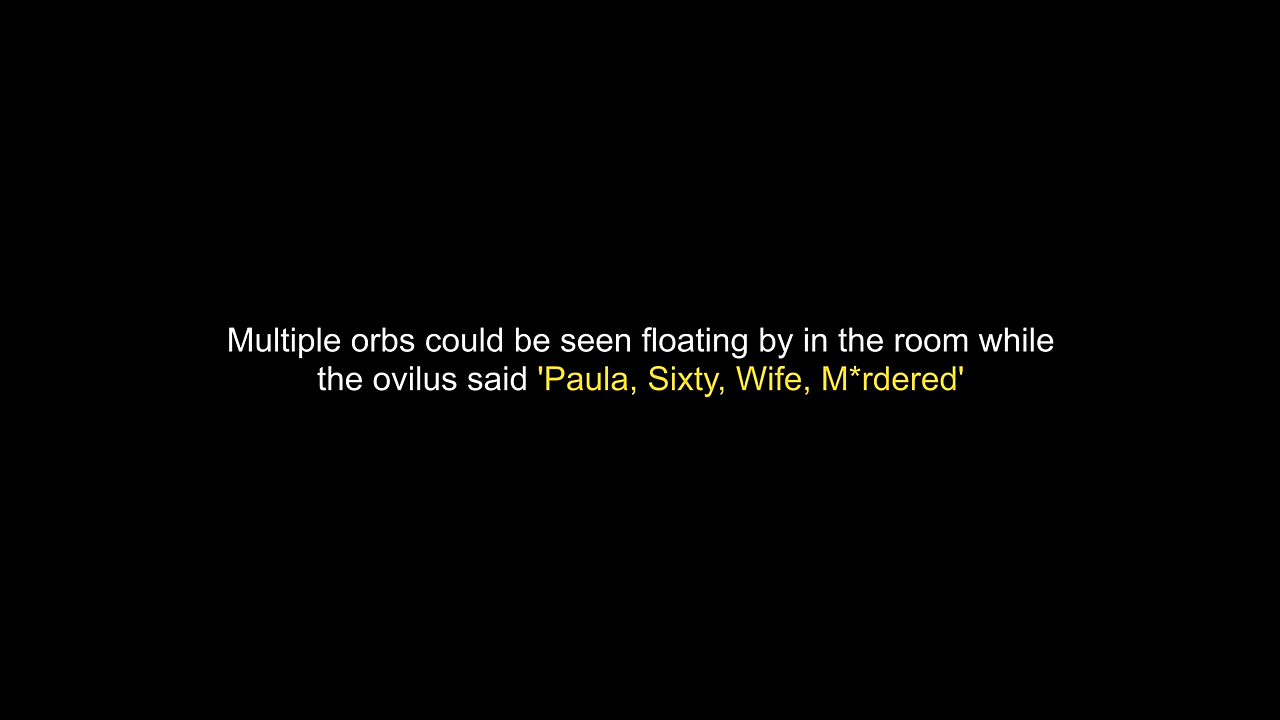 Multiple orbs could be seen floating by in the room while
the ovilus said 'Paula, Sixty, Wife, M*rdered'